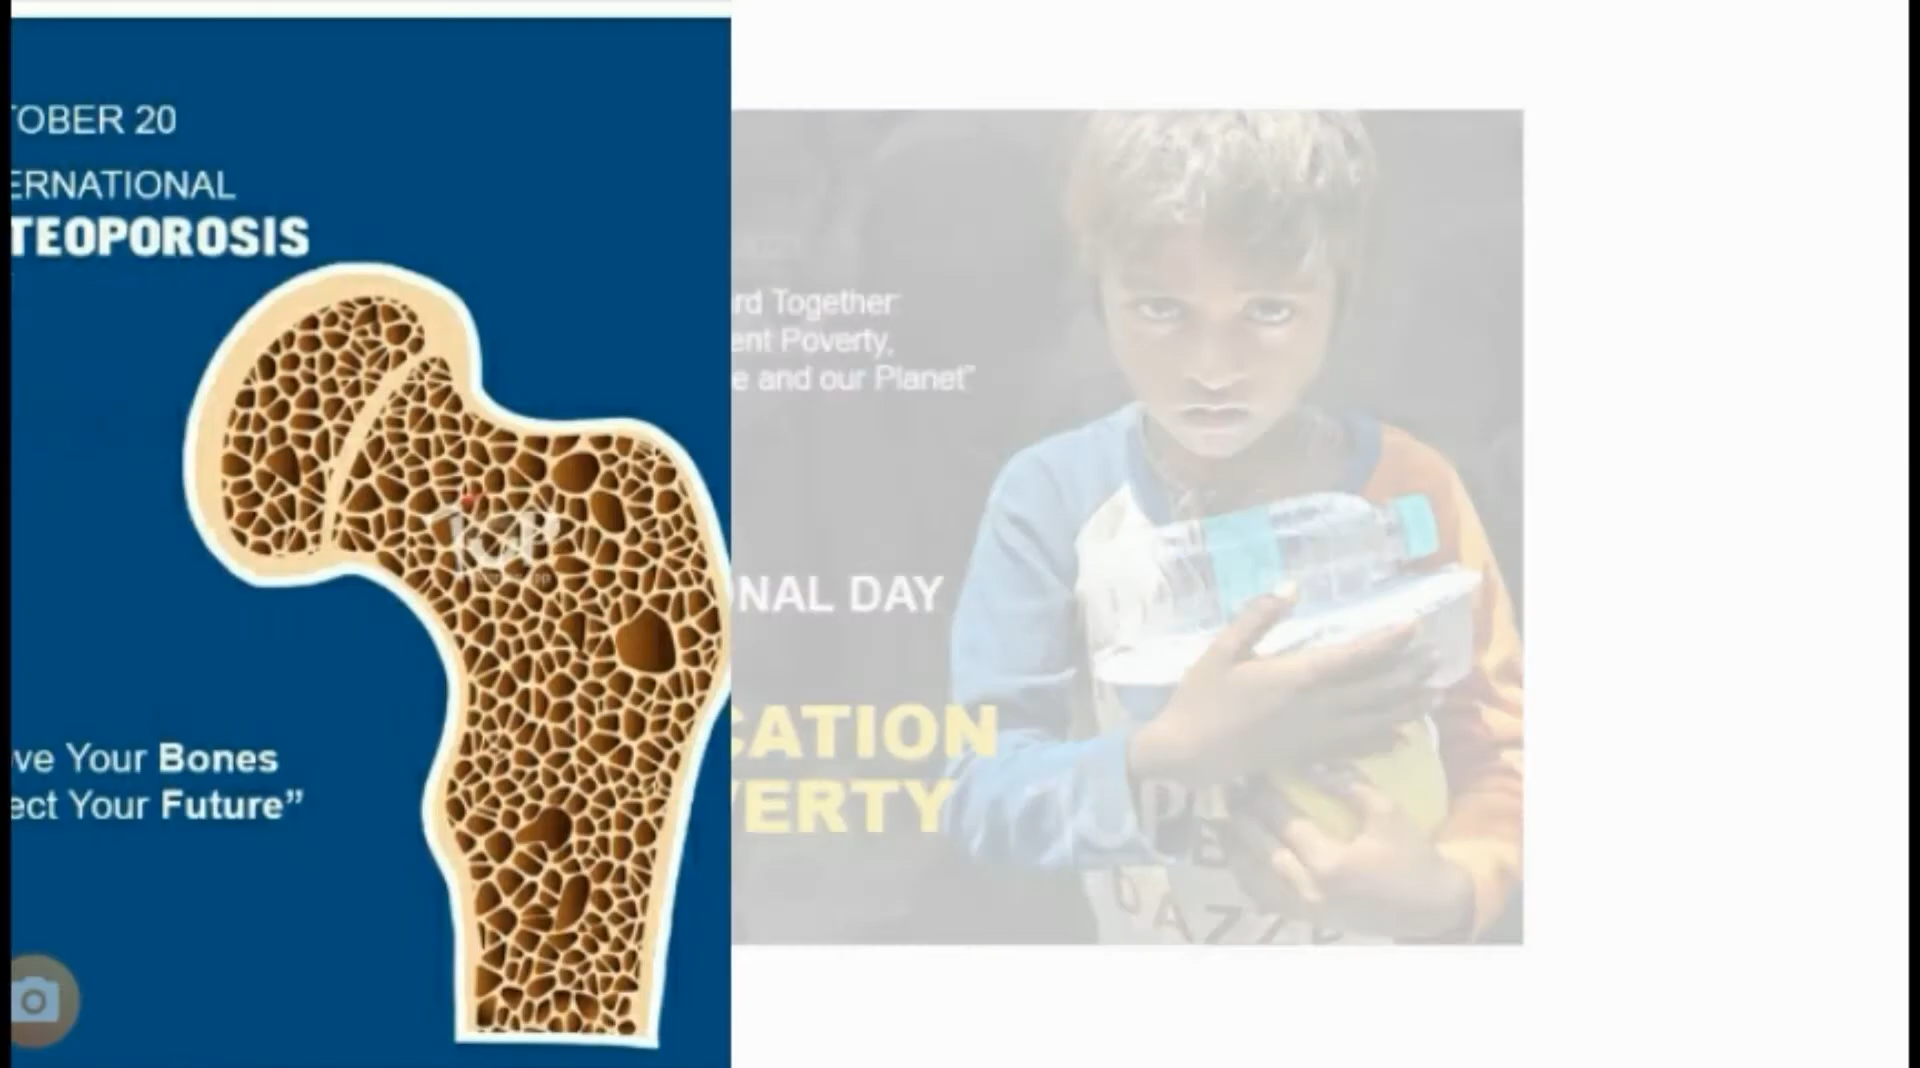 TOBER 20
ERNATIONAL
TEOPOROSIS
ve Your Bones
ect Your Future”
rd Together:
ent Poverty,
e and our Planet”
NAL DAY
CATION
VERTY
DAZZ